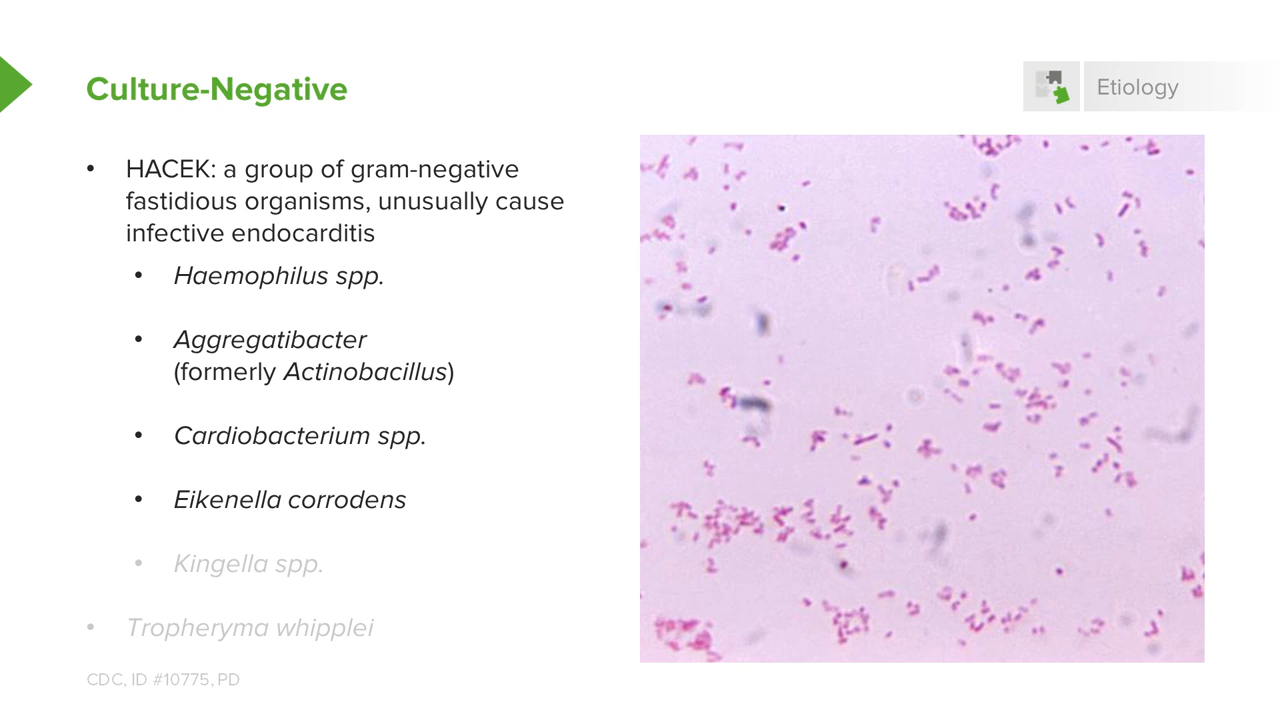 Culture-Negative
Etiology
• HACEK: a group of gram-negative
fastidious organisms, unusually cause
infective endocarditis
• Haemophilus spp.
• Aggregatibacter
(formerly Actinobacillus)
• Cardiobacterium spp.
• Eikenella corrodens
• Kingella spp.
• Tropheryma whipplei
CDC, ID #10775, PD